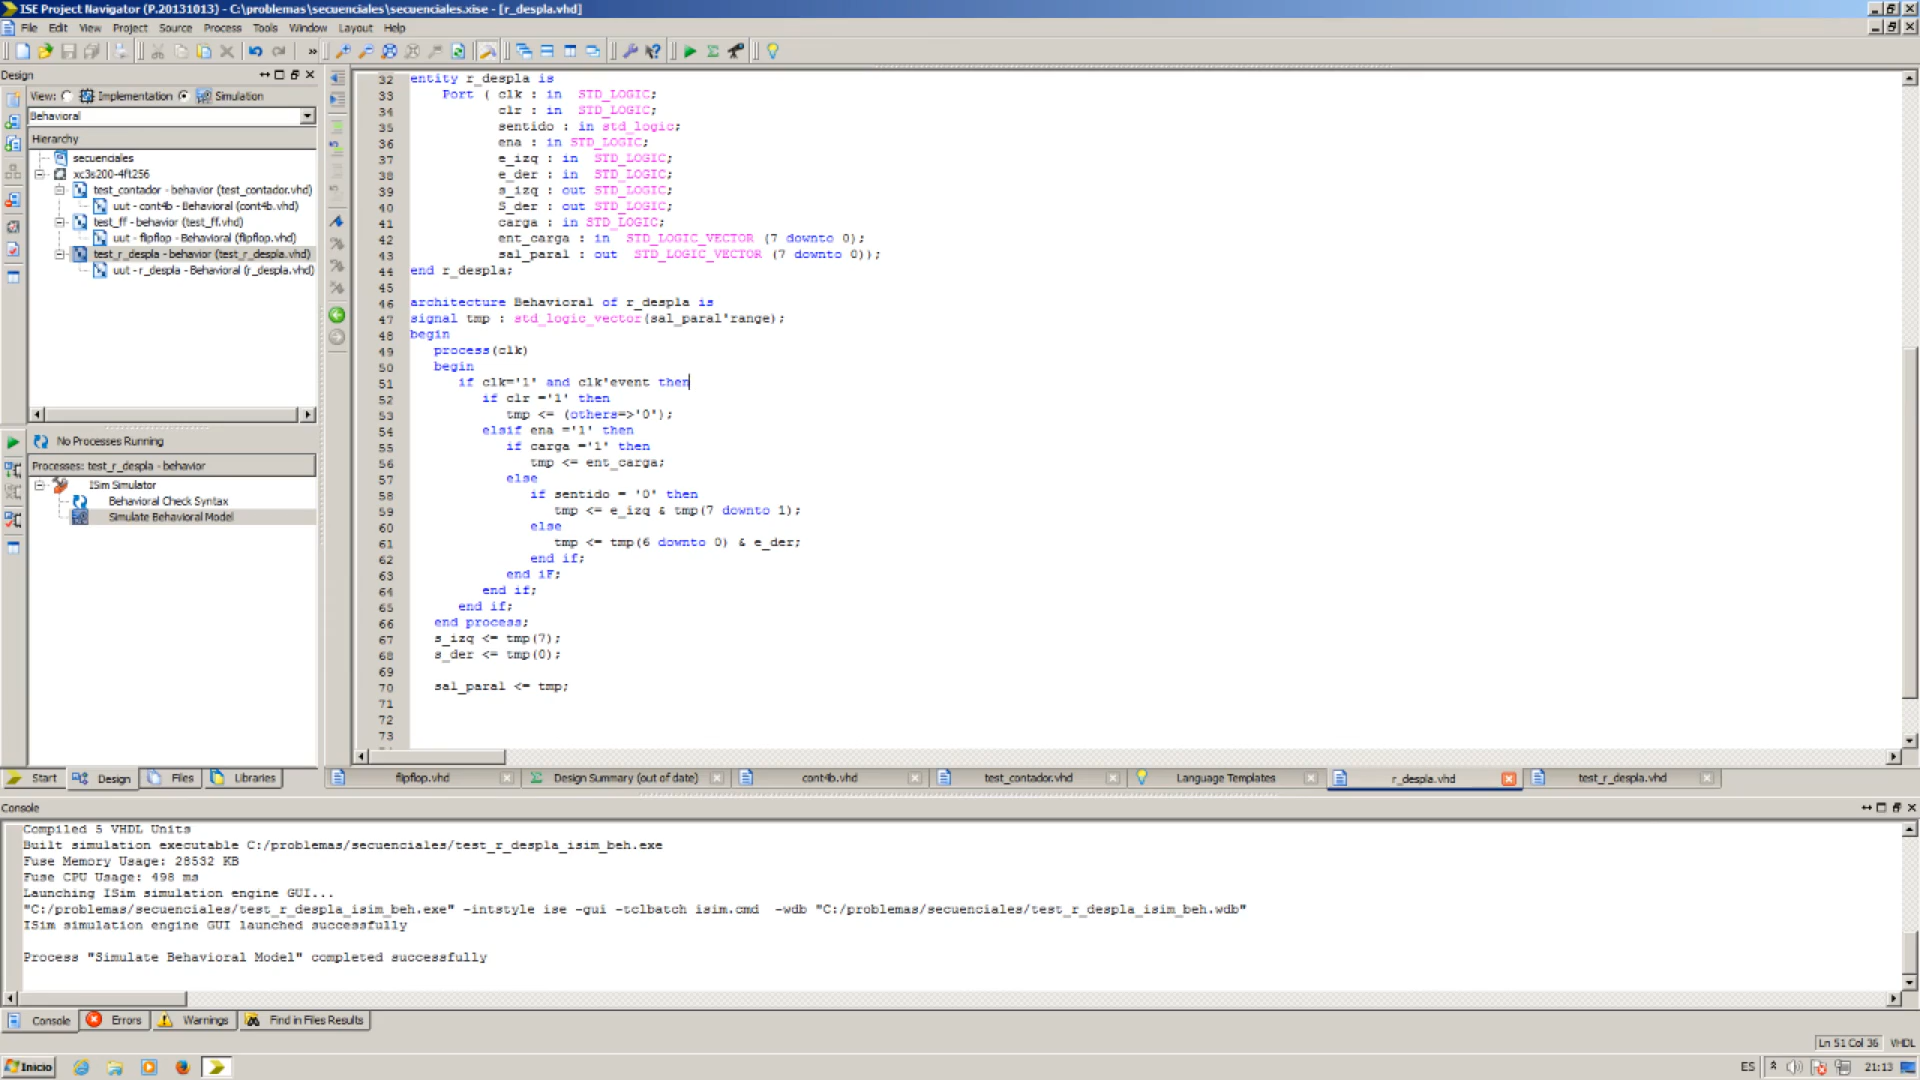 ISE Project Navigator (P.20131013) - C:\problemas\secuenciales\secuenciales.xise - [r_despla.vhd]
File Edit View Project Source Process Tools Window Layout Help
Design
View: Implementation Simulation
Behavioral
Hierarchy
secuenciales
xc3s200-4ft256
test_contador - behavior (test_contador.vhd)
uut - cont4b - Behavioral (cont4b.vhd)
test_ff - behavior (test_ff.vhd)
uut - flipflop - Behavioral (flipflop.vhd)
test_r_despla - behavior (test_r_despla.vhd)
uut - r_despla - Behavioral (r_despla.vhd)
No Processes Running
Processes: test_r_despla - behavior
ISim Simulator
Behavioral Check Syntax
Simulate Behavioral Model
Start Design Files Libraries
32 entity r_despla is
33 Port ( clk : in STD_LOGIC;
34 clr : in STD_LOGIC;
35 sentido : in std_logic;
36 ena : in STD_LOGIC;
37 e_izq : in STD_LOGIC;
38 e_der : in STD_LOGIC;
39 s_izq : out STD_LOGIC;
40 S_der : out STD_LOGIC;
41 carga : in STD_LOGIC;
42 ent_carga : in STD_LOGIC_VECTOR (7 downto 0);
43 sal_paral : out STD_LOGIC_VECTOR (7 downto 0));
44 end r_despla;
45
46 architecture Behavioral of r_despla is
47 signal tmp : std_logic_vector(sal_paral'range);
48 begin
49 process(clk)
50 begin
51 if clk='1' and clk'event then
52 if clr ='1' then
53 tmp <= (others=>'0');
54 elsif ena ='1' then
55 if carga ='1' then
56 tmp <= ent_carga;
57 else
58 if sentido = '0' then
59 tmp <= e_izq & tmp(7 downto 1);
60 else
61 tmp <= tmp(6 downto 0) & e_der;
62 end if;
63 end iF;
64 end if;
65 end if;
66 end process;
67 s_izq <= tmp(7);
68 s_der <= tmp(0);
69
70 sal_paral <= tmp;
71
72
73
flipflop.vhd Design Summary (out of date) cont4b.vhd test_contador.vhd Language Templates r_despla.vhd test_r_despla.vhd
Console
Compiled 5 VHDL Units
Built simulation executable C:/problemas/secuenciales/test_r_despla_isim_beh.exe
Fuse Memory Usage: 28532 KB
Fuse CPU Usage: 498 ms
Launching ISim simulation engine GUI...
"C:/problemas/secuenciales/test_r_despla_isim_beh.exe" -intstyle ise -gui -tclbatch isim.cmd -wdb "C:/problemas/secuenciales/test_r_despla_isim_beh.wdb"
ISim simulation engine GUI launched successfully
Process "Simulate Behavioral Model" completed successfully
Console Errors Warnings Find in Files Results
Ln 51 Col 36 VHDL
Inicio ES 21:13